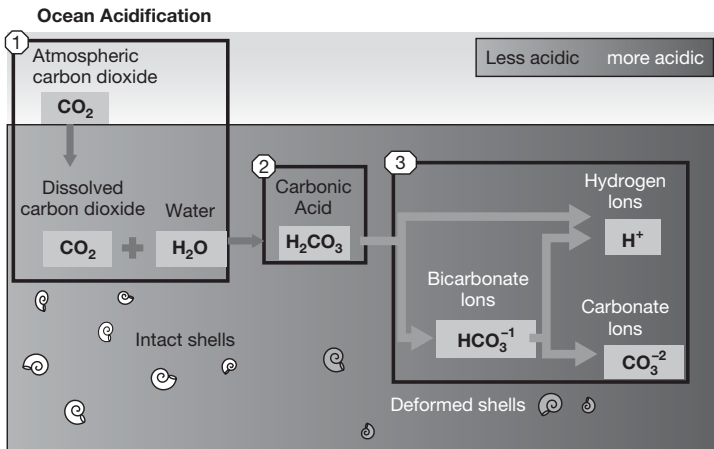 Ocean Acidification
1
Atmospheric
carbon dioxide
CO₂
Less acidic more acidic
Dissolved
carbon dioxide
CO₂
Water
H₂O
2
Carbonic
Acid
H₂CO₃
3
Hydrogen
Ions
H⁺
Bicarbonate
Ions
HCO₃⁻¹
Carbonate
Ions
CO₃⁻²
Intact shells
Deformed shells